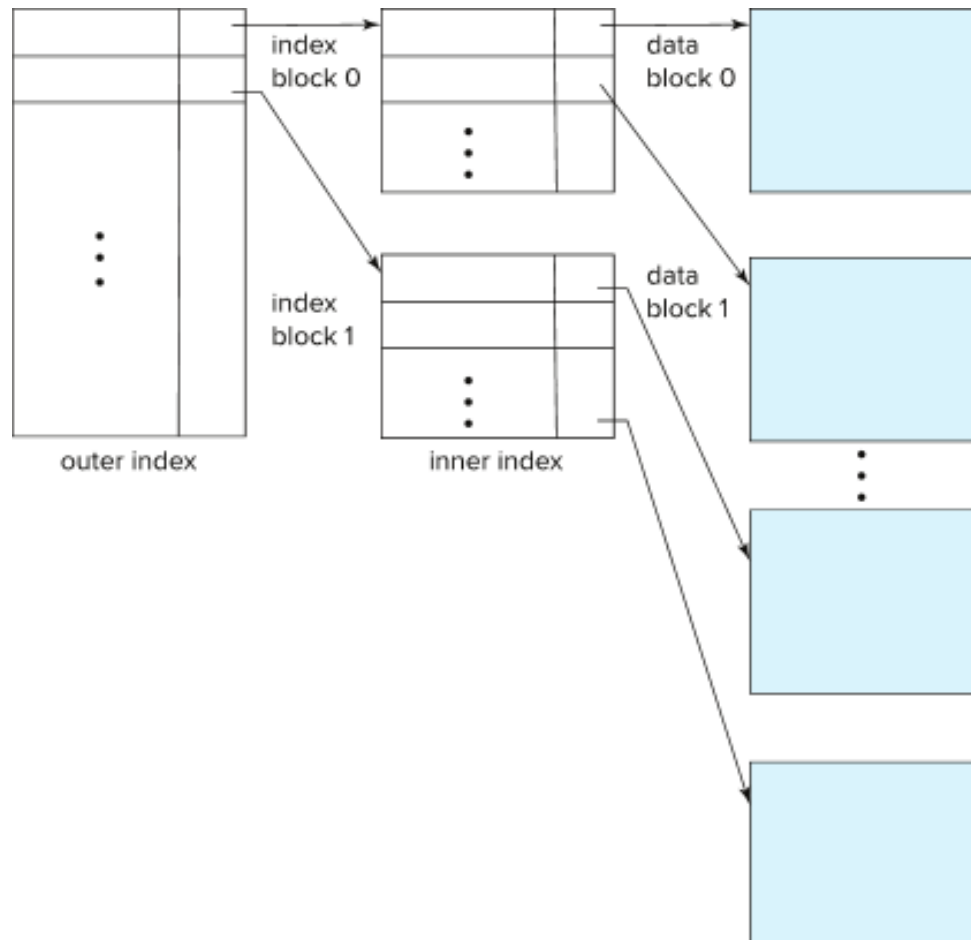 index
block 0
data
block 0
index
block 1
data
block 1
outer index
inner index